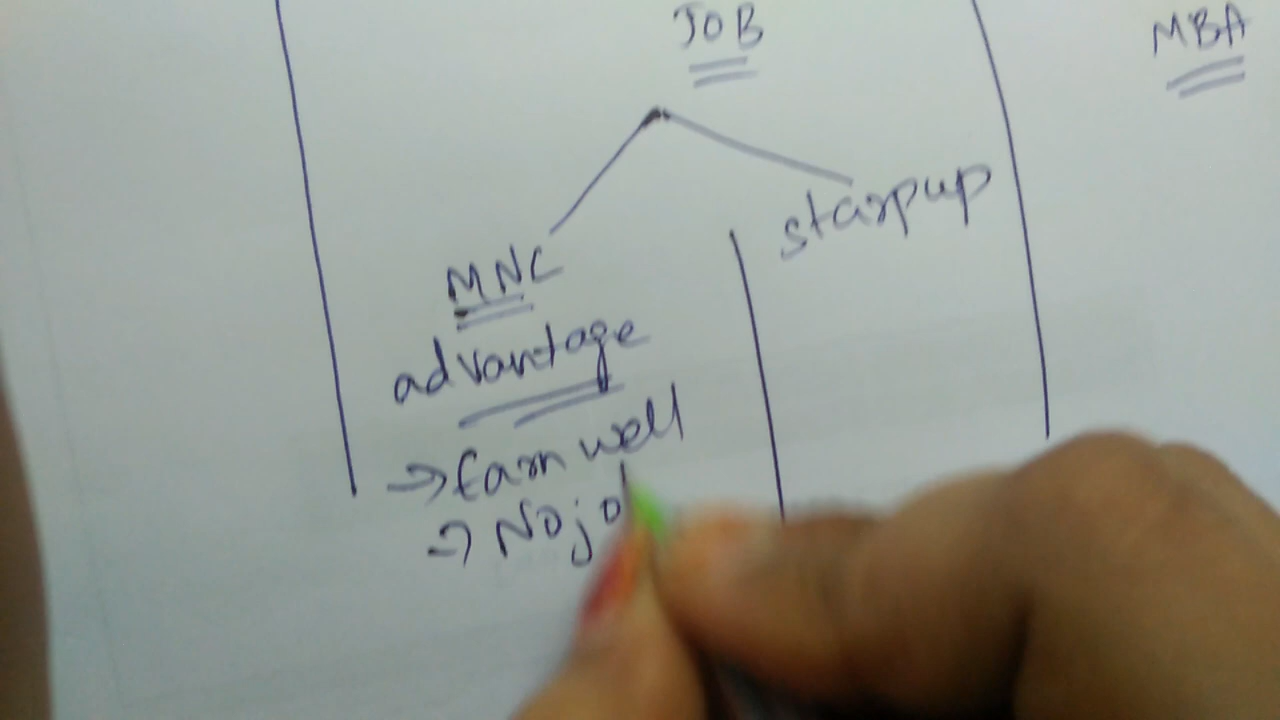 JOB
MBA
starpup
MNC
advantage
→ Earn well
→ No jo